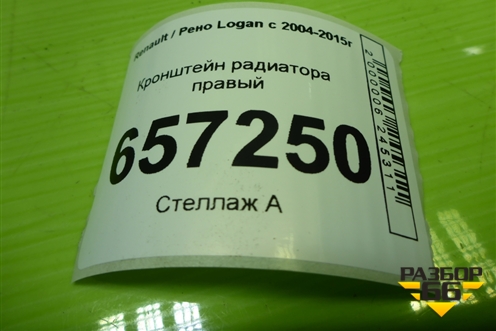 Renault / Рено Logan с 2004-2015г
Кронштейн радиатора
правый
657250
Стеллаж А
2000006245311
РАЗБОР
66